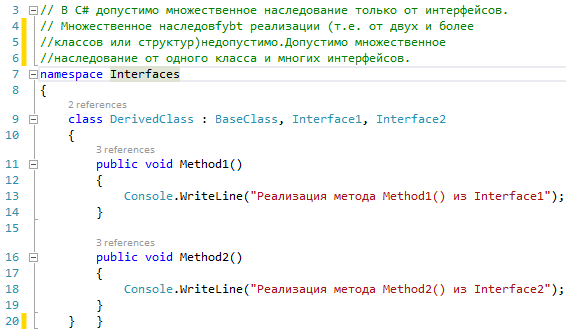 3 // В C# допустимо множественное наследование только от интерфейсов.
4 // Множественное наследовfybt реализации (т.е. от двух и более
5 //классов или структур)недопустимо.Допустимо множественное
6 //наследование от одного класса и многих интерфейсов.
7 namespace Interfaces
8 {
2 references
9 class DerivedClass : BaseClass, Interface1, Interface2
10 {
3 references
11 public void Method1()
12 {
13 Console.WriteLine("Реализация метода Method1() из Interface1");
14 }
15
3 references
16 public void Method2()
17 {
18 Console.WriteLine("Реализация метода Method2() из Interface2");
19 }
20 } }